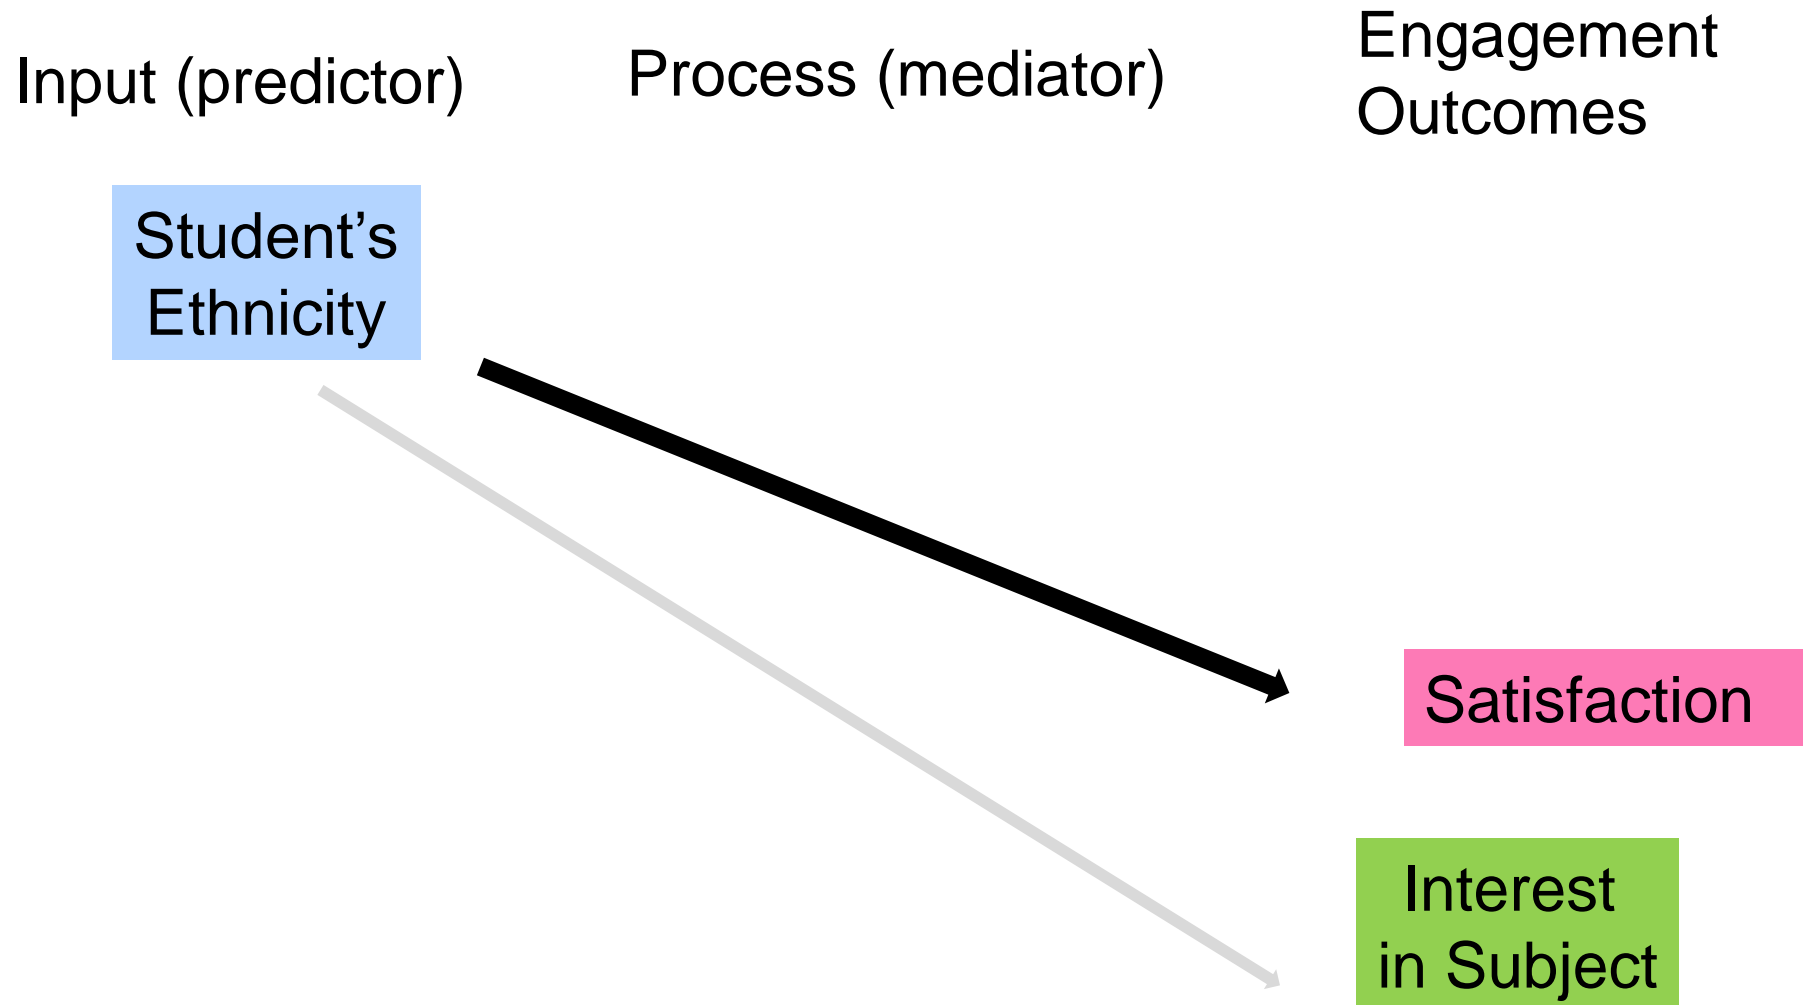 Input (predictor)
Process (mediator)
Engagement
Outcomes
Student’s
Ethnicity
Satisfaction
Interest
in Subject